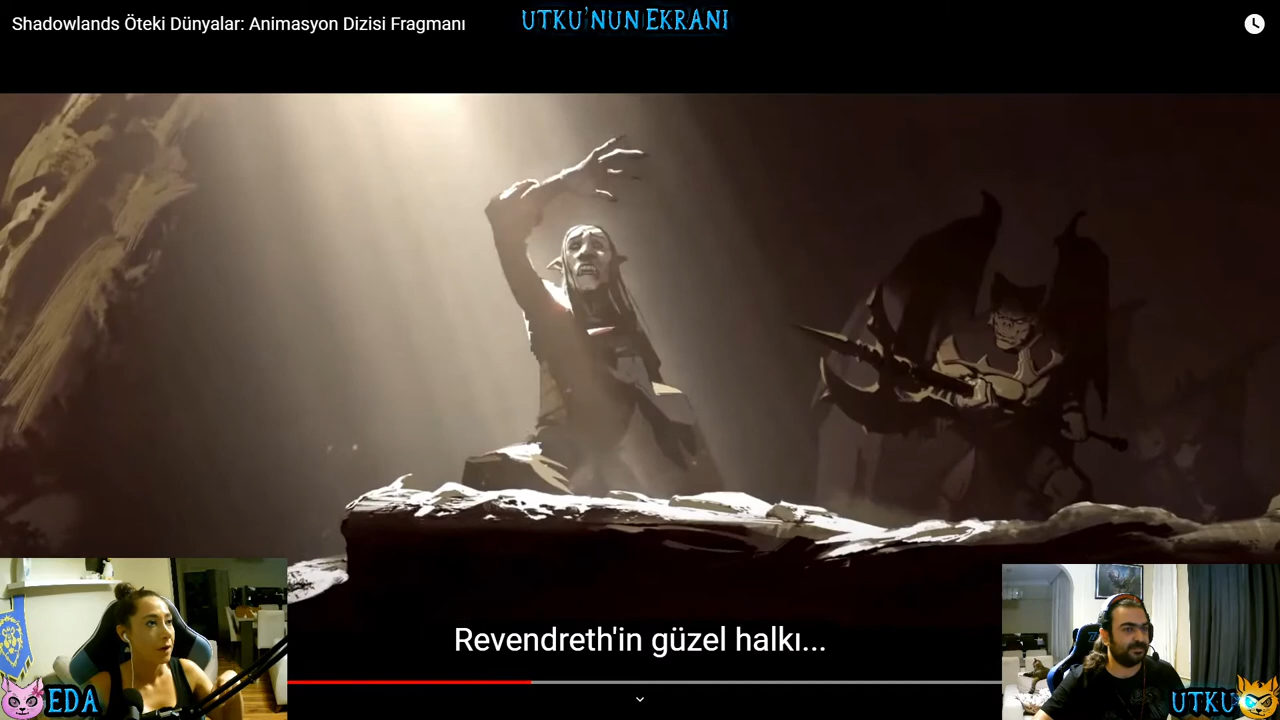 Shadowlands Öteki Dünyalar: Animasyon Dizisi Fragmanı
UTKU'NUN EKRANI
Revendreth'in güzel halkı...
EDA
UTKU